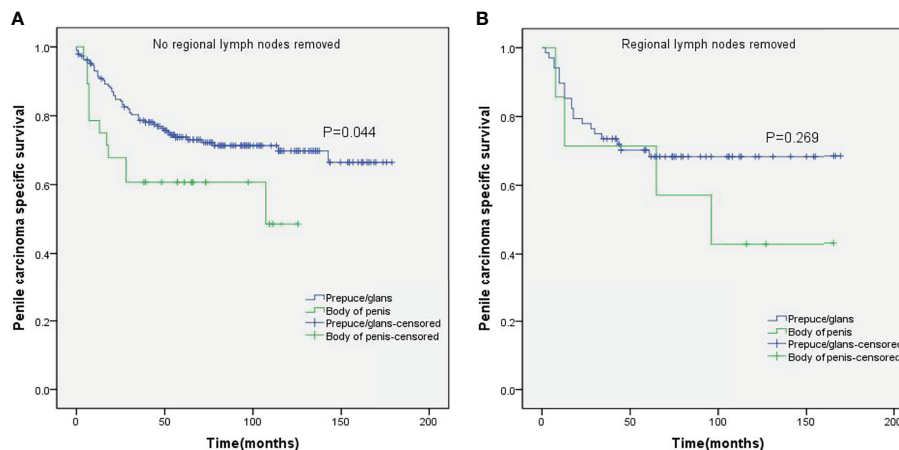 A
No regional lymph nodes removed
Penile carcinoma specific survival
1.0
0.8
0.6
0.4
0.2
0.0
P=0.044
Prepuce/glans
Body of penis
Prepuce/glans-censored
Body of penis-censored
0
50
100
150
200
Time(months)
B
Regional lymph nodes removed
Penile carcinoma specific survival
1.0
0.8
0.6
0.4
0.2
0.0
P=0.269
Prepuce/glans
Body of penis
Prepuce/glans-censored
Body of penis-censored
0
50
100
150
200
Time(months)